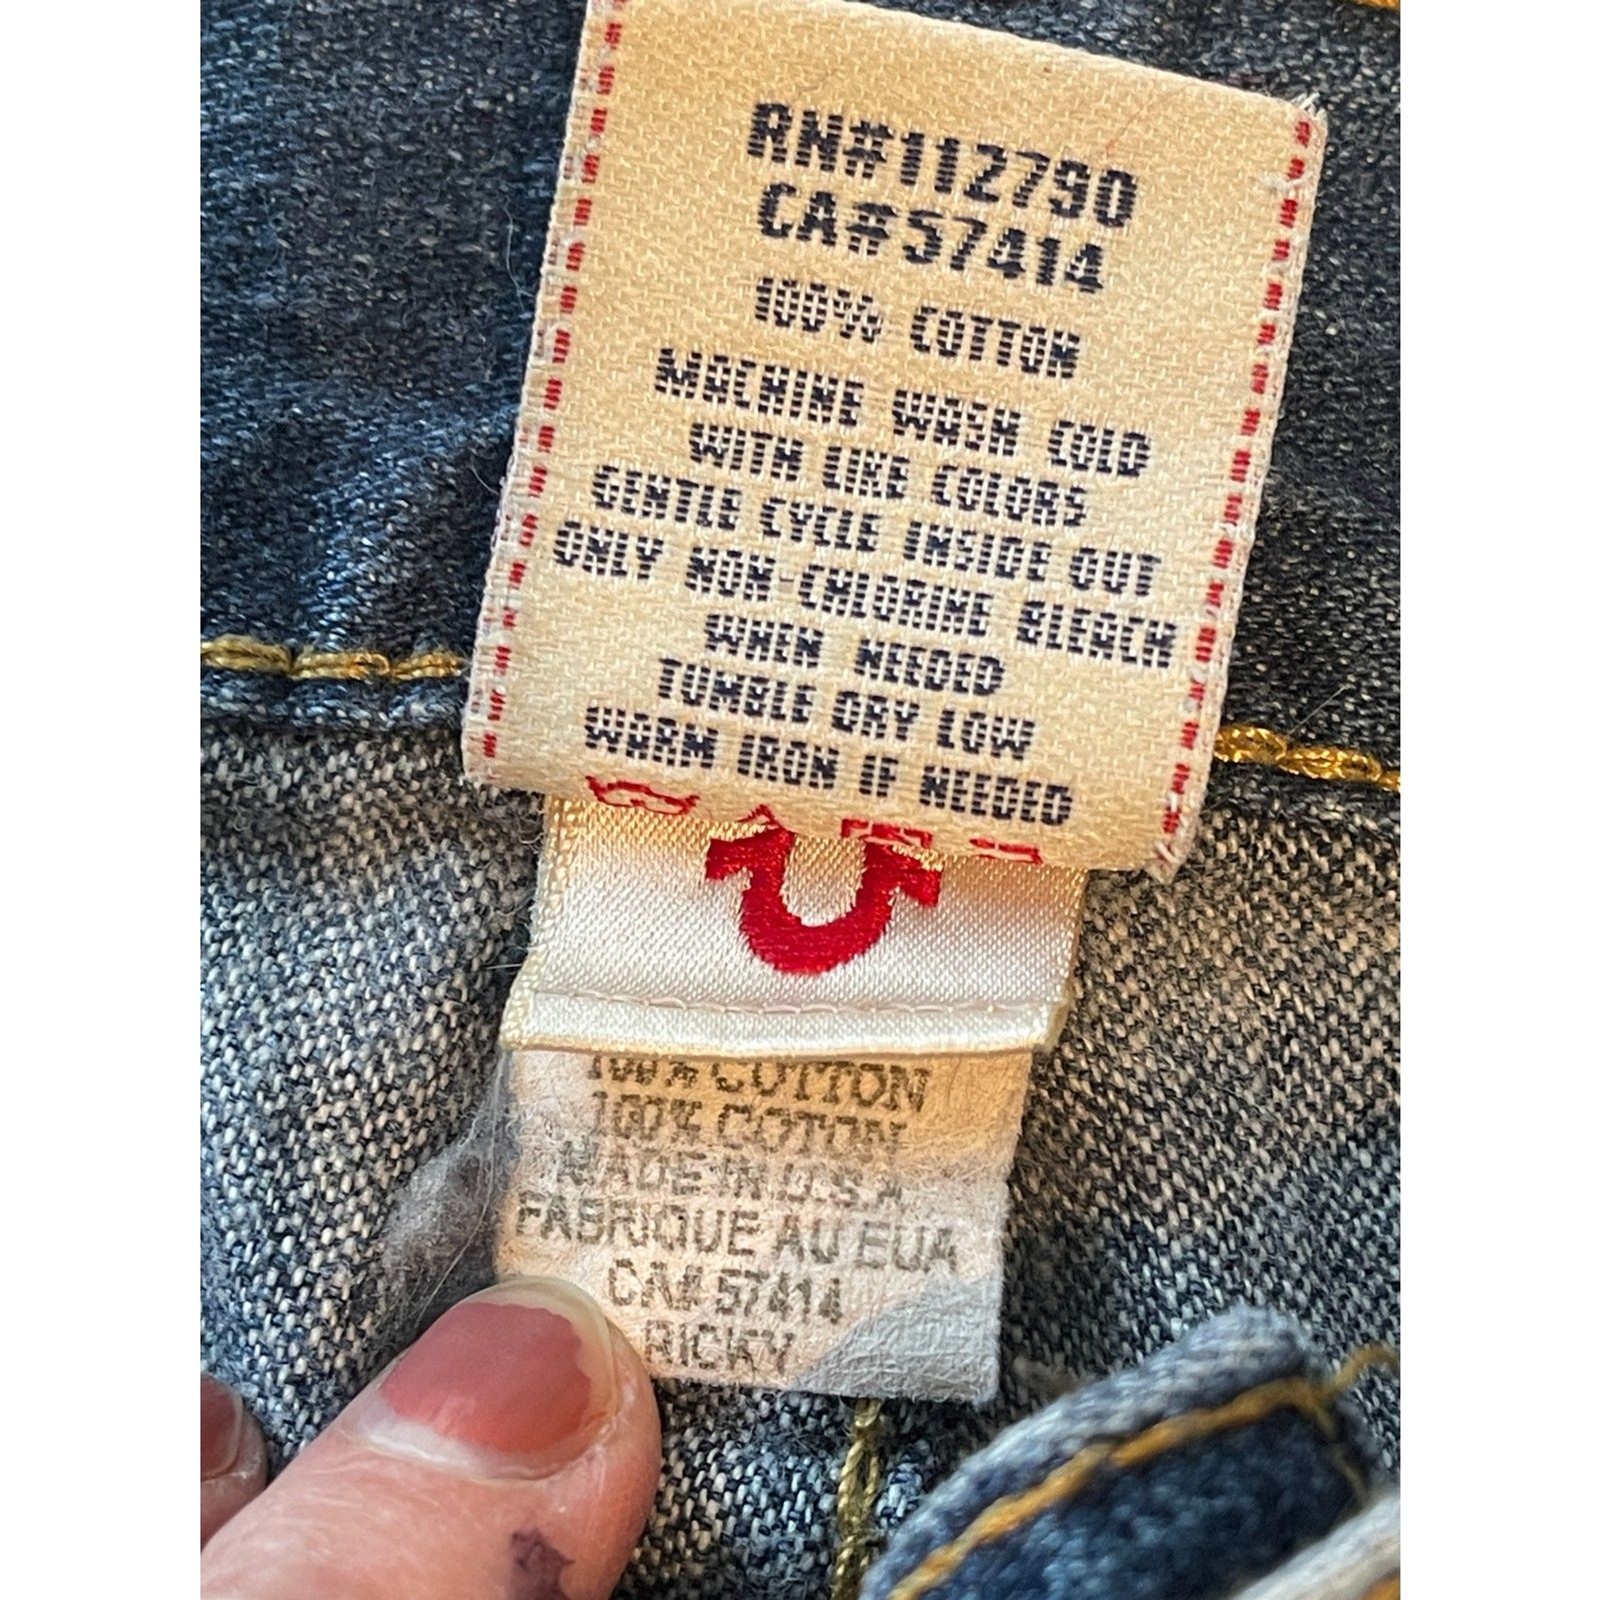 RN#112790
CA#57414
100% COTTON
MACHINE WASH COLD
WITH LIKE COLORS
GENTLE CYCLE INSIDE OUT
ONLY NON-CHLORINE BLEACH
WHEN NEEDED
TUMBLE DRY LOW
WARM IRON IF NEEDED
100% COTTON
100% COTON
MADE IN U.S.A
FABRIQUE AU EUA
CA# 57414
RICKY